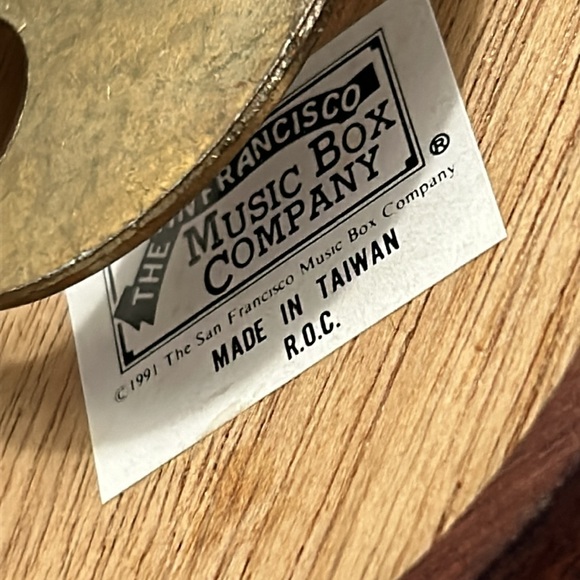 THE FRANCISCO
MUSIC BOX
COMPANY ®
©1991 The San Francisco Music Box Company
MADE IN TAIWAN
R.O.C.